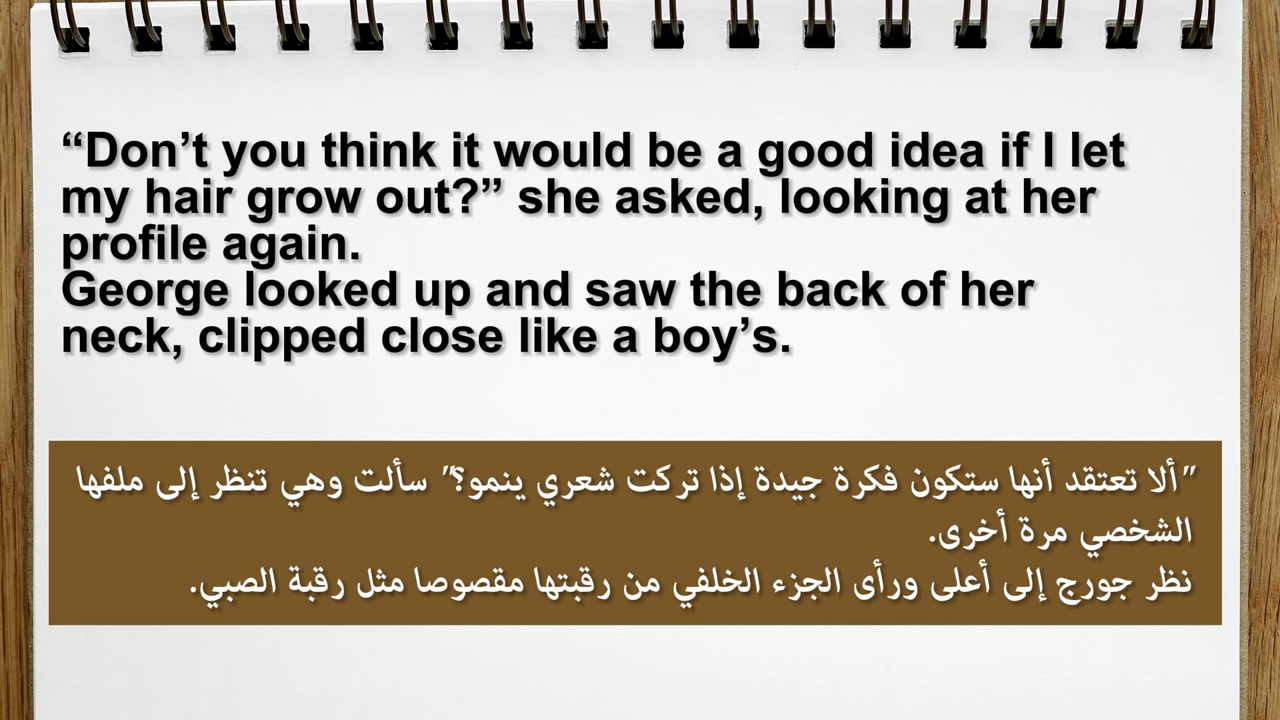 “Don’t you think it would be a good idea if I let
my hair grow out?” she asked, looking at her
profile again.
George looked up and saw the back of her
neck, clipped close like a boy’s.
"ألا تعتقد أنها ستكون فكرة جيدة إذا تركت شعري ينمو؟" سألت وهي تنظر إلى ملفها
الشخصي مرة أخرى.
نظر جورج إلى أعلى ورأى الجزء الخلفي من رقبتها مقصوصا مثل رقبة الصبي.